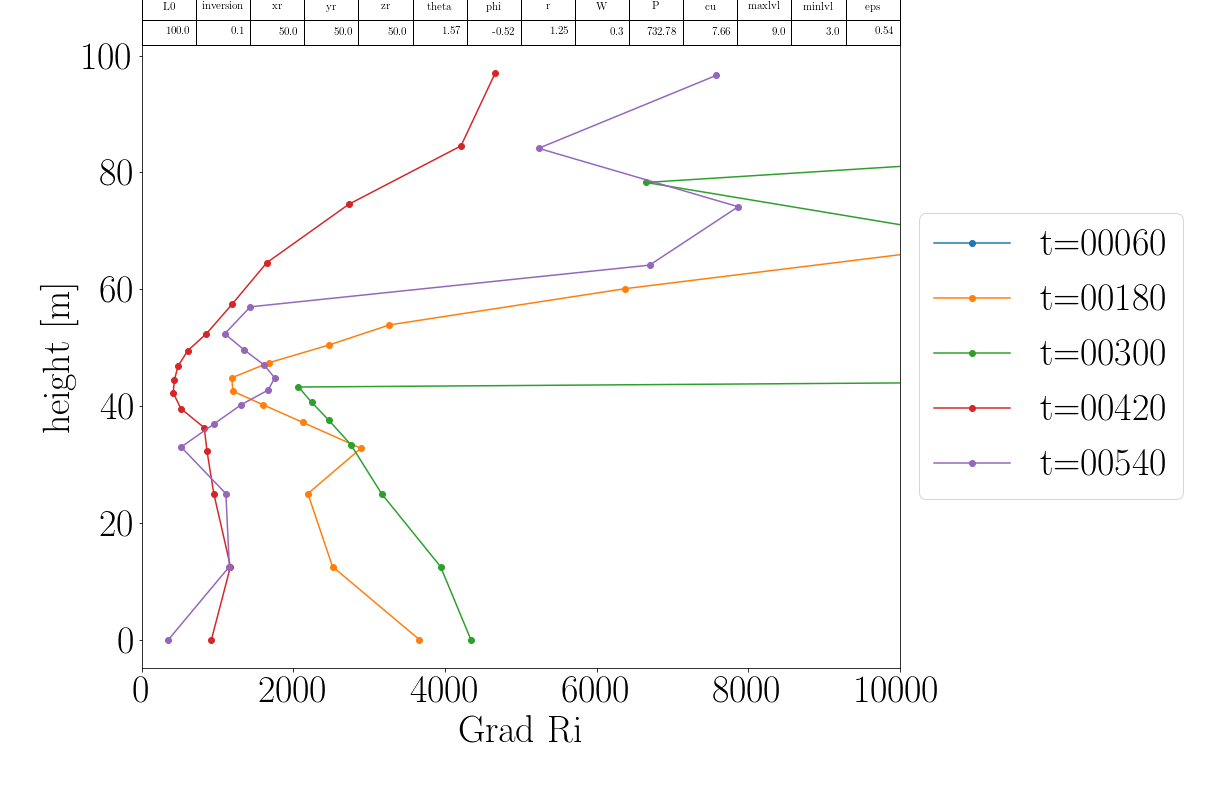 L0 inversion xr yr zr theta phi r W P cu maxlvl minlvl eps
100.0 0.1 50.0 50.0 50.0 1.57 -0.52 1.25 0.3 732.78 7.66 9.0 3.0 0.54
100
80
60
40
20
0
height [m]
0 2000 4000 6000 8000 10000
Grad Ri
t=00060
t=00180
t=00300
t=00420
t=00540